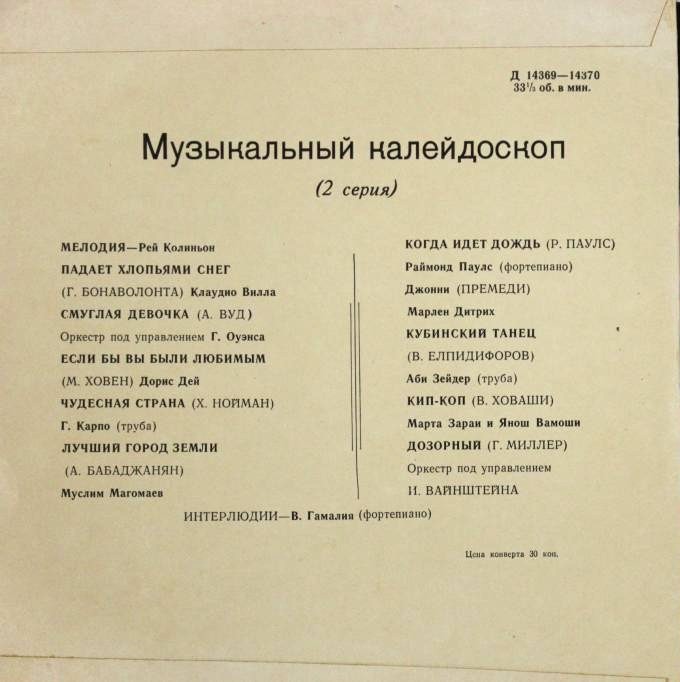 Д 14369—14370
33⅓ об. в мин.
Музыкальный калейдоскоп
(2 серия)
МЕЛОДИЯ—Рей Колиньон
ПАДАЕТ ХЛОПЬЯМИ СНЕГ
(Г. БОНАВОЛОНТА) Клаудио Вилла
СМУГЛАЯ ДЕВОЧКА (А. ВУД)
Оркестр под управлением Г. Оуэнса
ЕСЛИ БЫ ВЫ БЫЛИ ЛЮБИМЫМ
(М. ХОВЕН) Дорис Дей
ЧУДЕСНАЯ СТРАНА (Х. НОЙМАН)
Г. Карпо (труба)
ЛУЧШИЙ ГОРОД ЗЕМЛИ
(А. БАБАДЖАНЯН)
Муслим Магомаев
КОГДА ИДЕТ ДОЖДЬ (Р. ПАУЛС)
Раймонд Паулс (фортепиано)
Джонни (ПРЕМЕДИ)
Марлен Дитрих
КУБИНСКИЙ ТАНЕЦ
(В. ЕЛПИДИФОРОВ)
Аби Зейдер (труба)
КИП-КОП (В. ХОВАШИ)
Марта Зараи и Янош Вамоши
ДОЗОРНЫЙ (Г. МИЛЛЕР)
Оркестр под управлением
И. ВАЙНШТЕЙНА
ИНТЕРЛЮДИИ—В. Гамалия (фортепиано)
Цена конверта 30 коп.